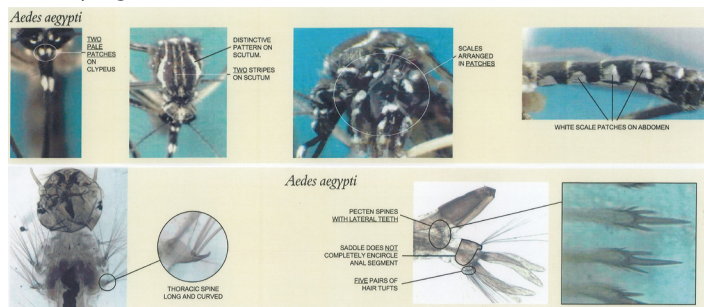 Aedes aegypti
TWO
PALE
PATCHES
ON
CLYPEUS
DISTINCTIVE
PATTERN ON
SCUTUM.
TWO STRIPES
ON SCUTUM
SCALES
ARRANGED
IN PATCHES
WHITE SCALE PATCHES ON ABDOMEN
THORACIC SPINE
LONG AND CURVED
Aedes aegypti
PECTEN SPINES
WITH LATERAL TEETH
SADDLE DOES NOT
COMPLETELY ENCIRCLE
ANAL SEGMENT
FIVE PAIRS OF
HAIR TUFTS